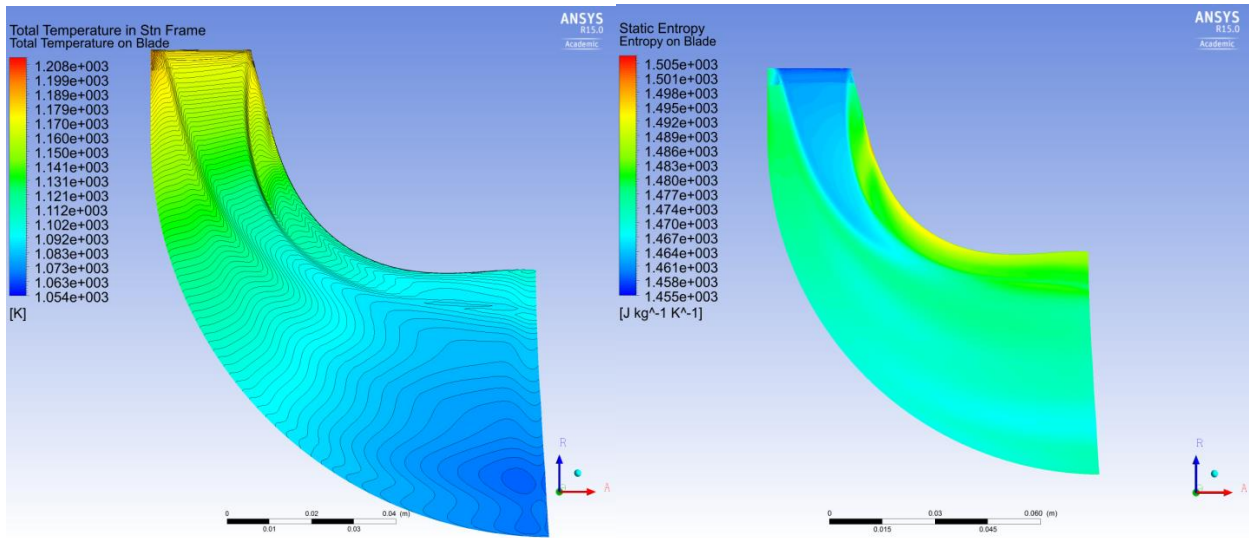 Total Temperature in Stn Frame
Total Temperature on Blade
1.208e+003
1.199e+003
1.189e+003
1.179e+003
1.170e+003
1.160e+003
1.150e+003
1.141e+003
1.131e+003
1.121e+003
1.112e+003
1.102e+003
1.092e+003
1.083e+003
1.073e+003
1.063e+003
1.054e+003
[K]
ANSYS
R15.0
Academic
R
A
0 0.02 0.04 (m)
0.01 0.03
Static Entropy
Entropy on Blade
1.505e+003
1.501e+003
1.498e+003
1.495e+003
1.492e+003
1.489e+003
1.486e+003
1.483e+003
1.480e+003
1.477e+003
1.474e+003
1.470e+003
1.467e+003
1.464e+003
1.461e+003
1.458e+003
1.455e+003
[J kg^-1 K^-1]
ANSYS
R15.0
Academic
R
A
0 0.03 0.060 (m)
0.015 0.045